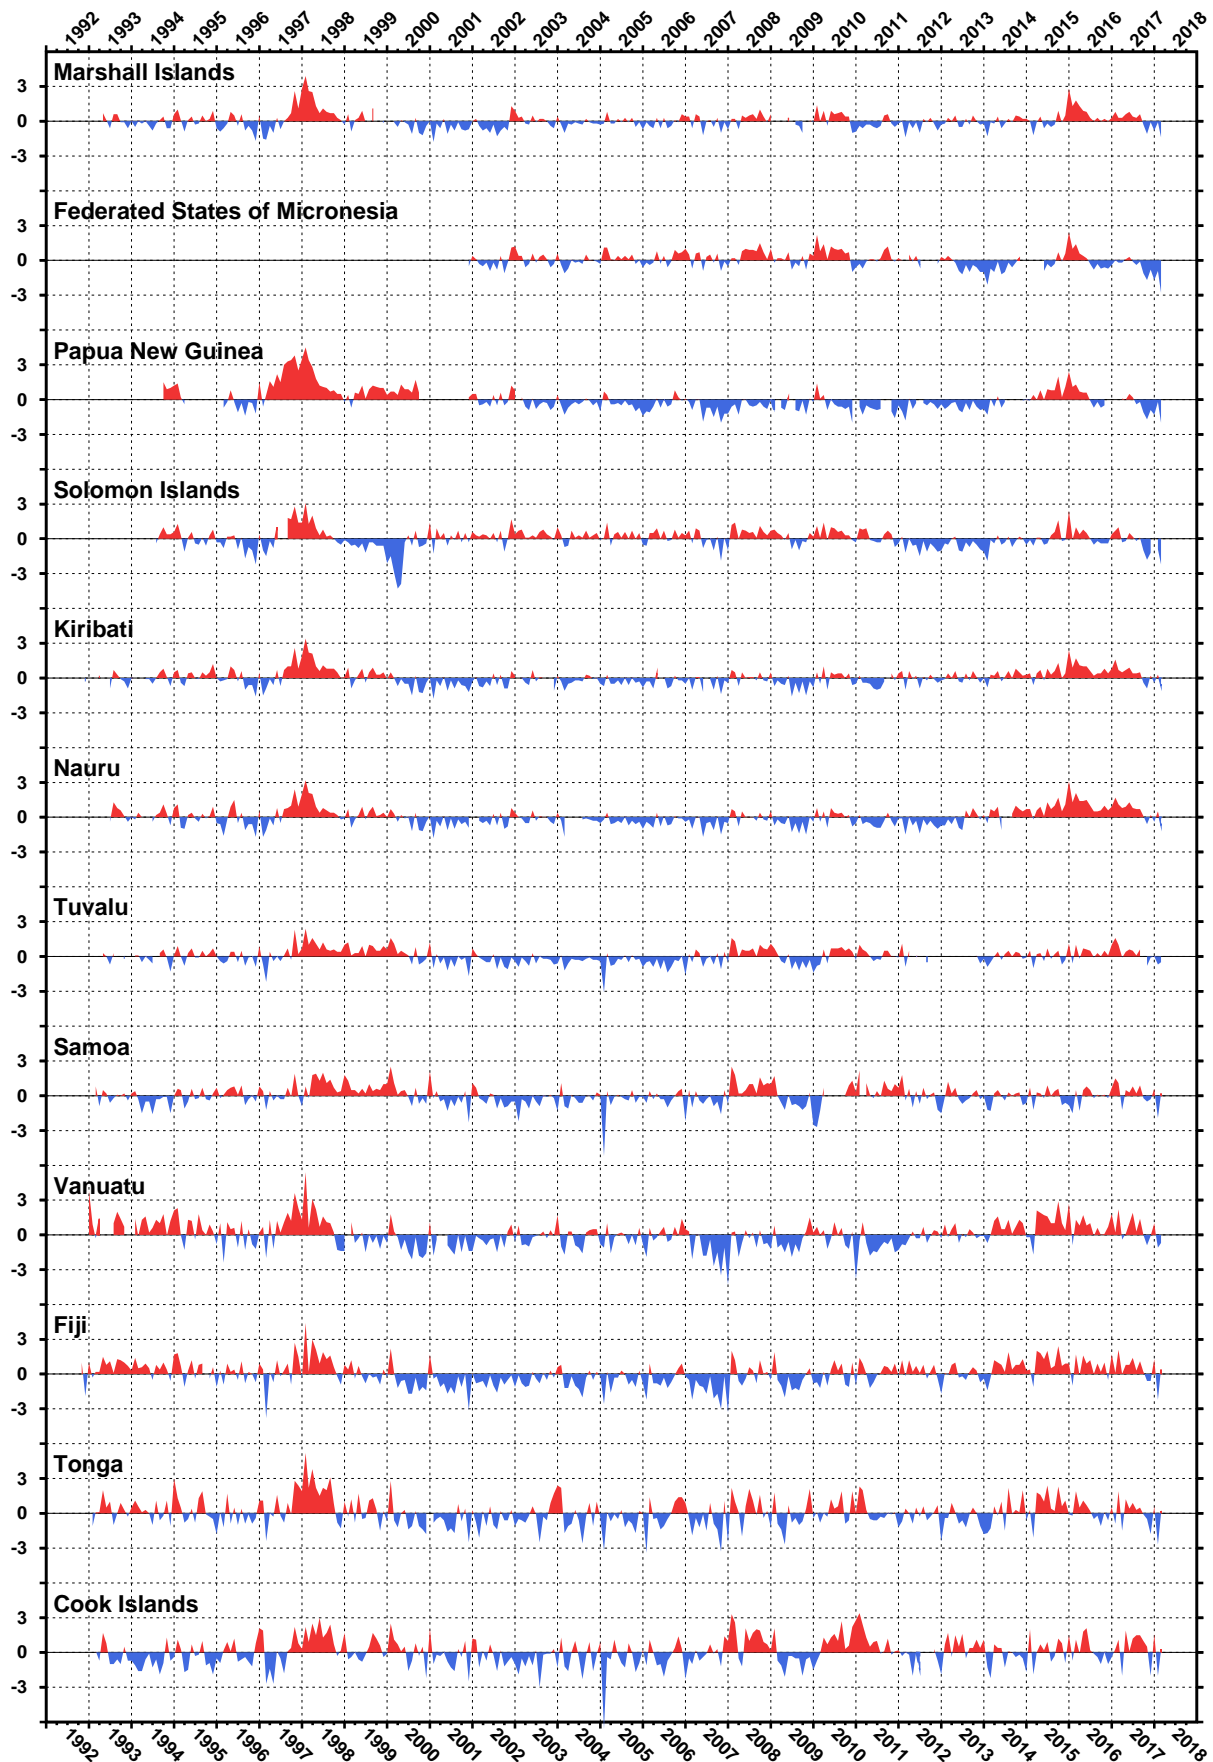 1992 1993 1994 1995 1996 1997 1998 1999 2000 2001 2002 2003 2004 2005 2006 2007 2008 2009 2010 2011 2012 2013 2014 2015 2016 2017 2018
Marshall Islands
3
0
-3
Federated States of Micronesia
3
0
-3
Papua New Guinea
3
0
-3
Solomon Islands
3
0
-3
Kiribati
3
0
-3
Nauru
3
0
-3
Tuvalu
3
0
-3
Samoa
3
0
-3
Vanuatu
3
0
-3
Fiji
3
0
-3
Tonga
3
0
-3
Cook Islands
3
0
-3
1992 1993 1994 1995 1996 1997 1998 1999 2000 2001 2002 2003 2004 2005 2006 2007 2008 2009 2010 2011 2012 2013 2014 2015 2016 2017 2018